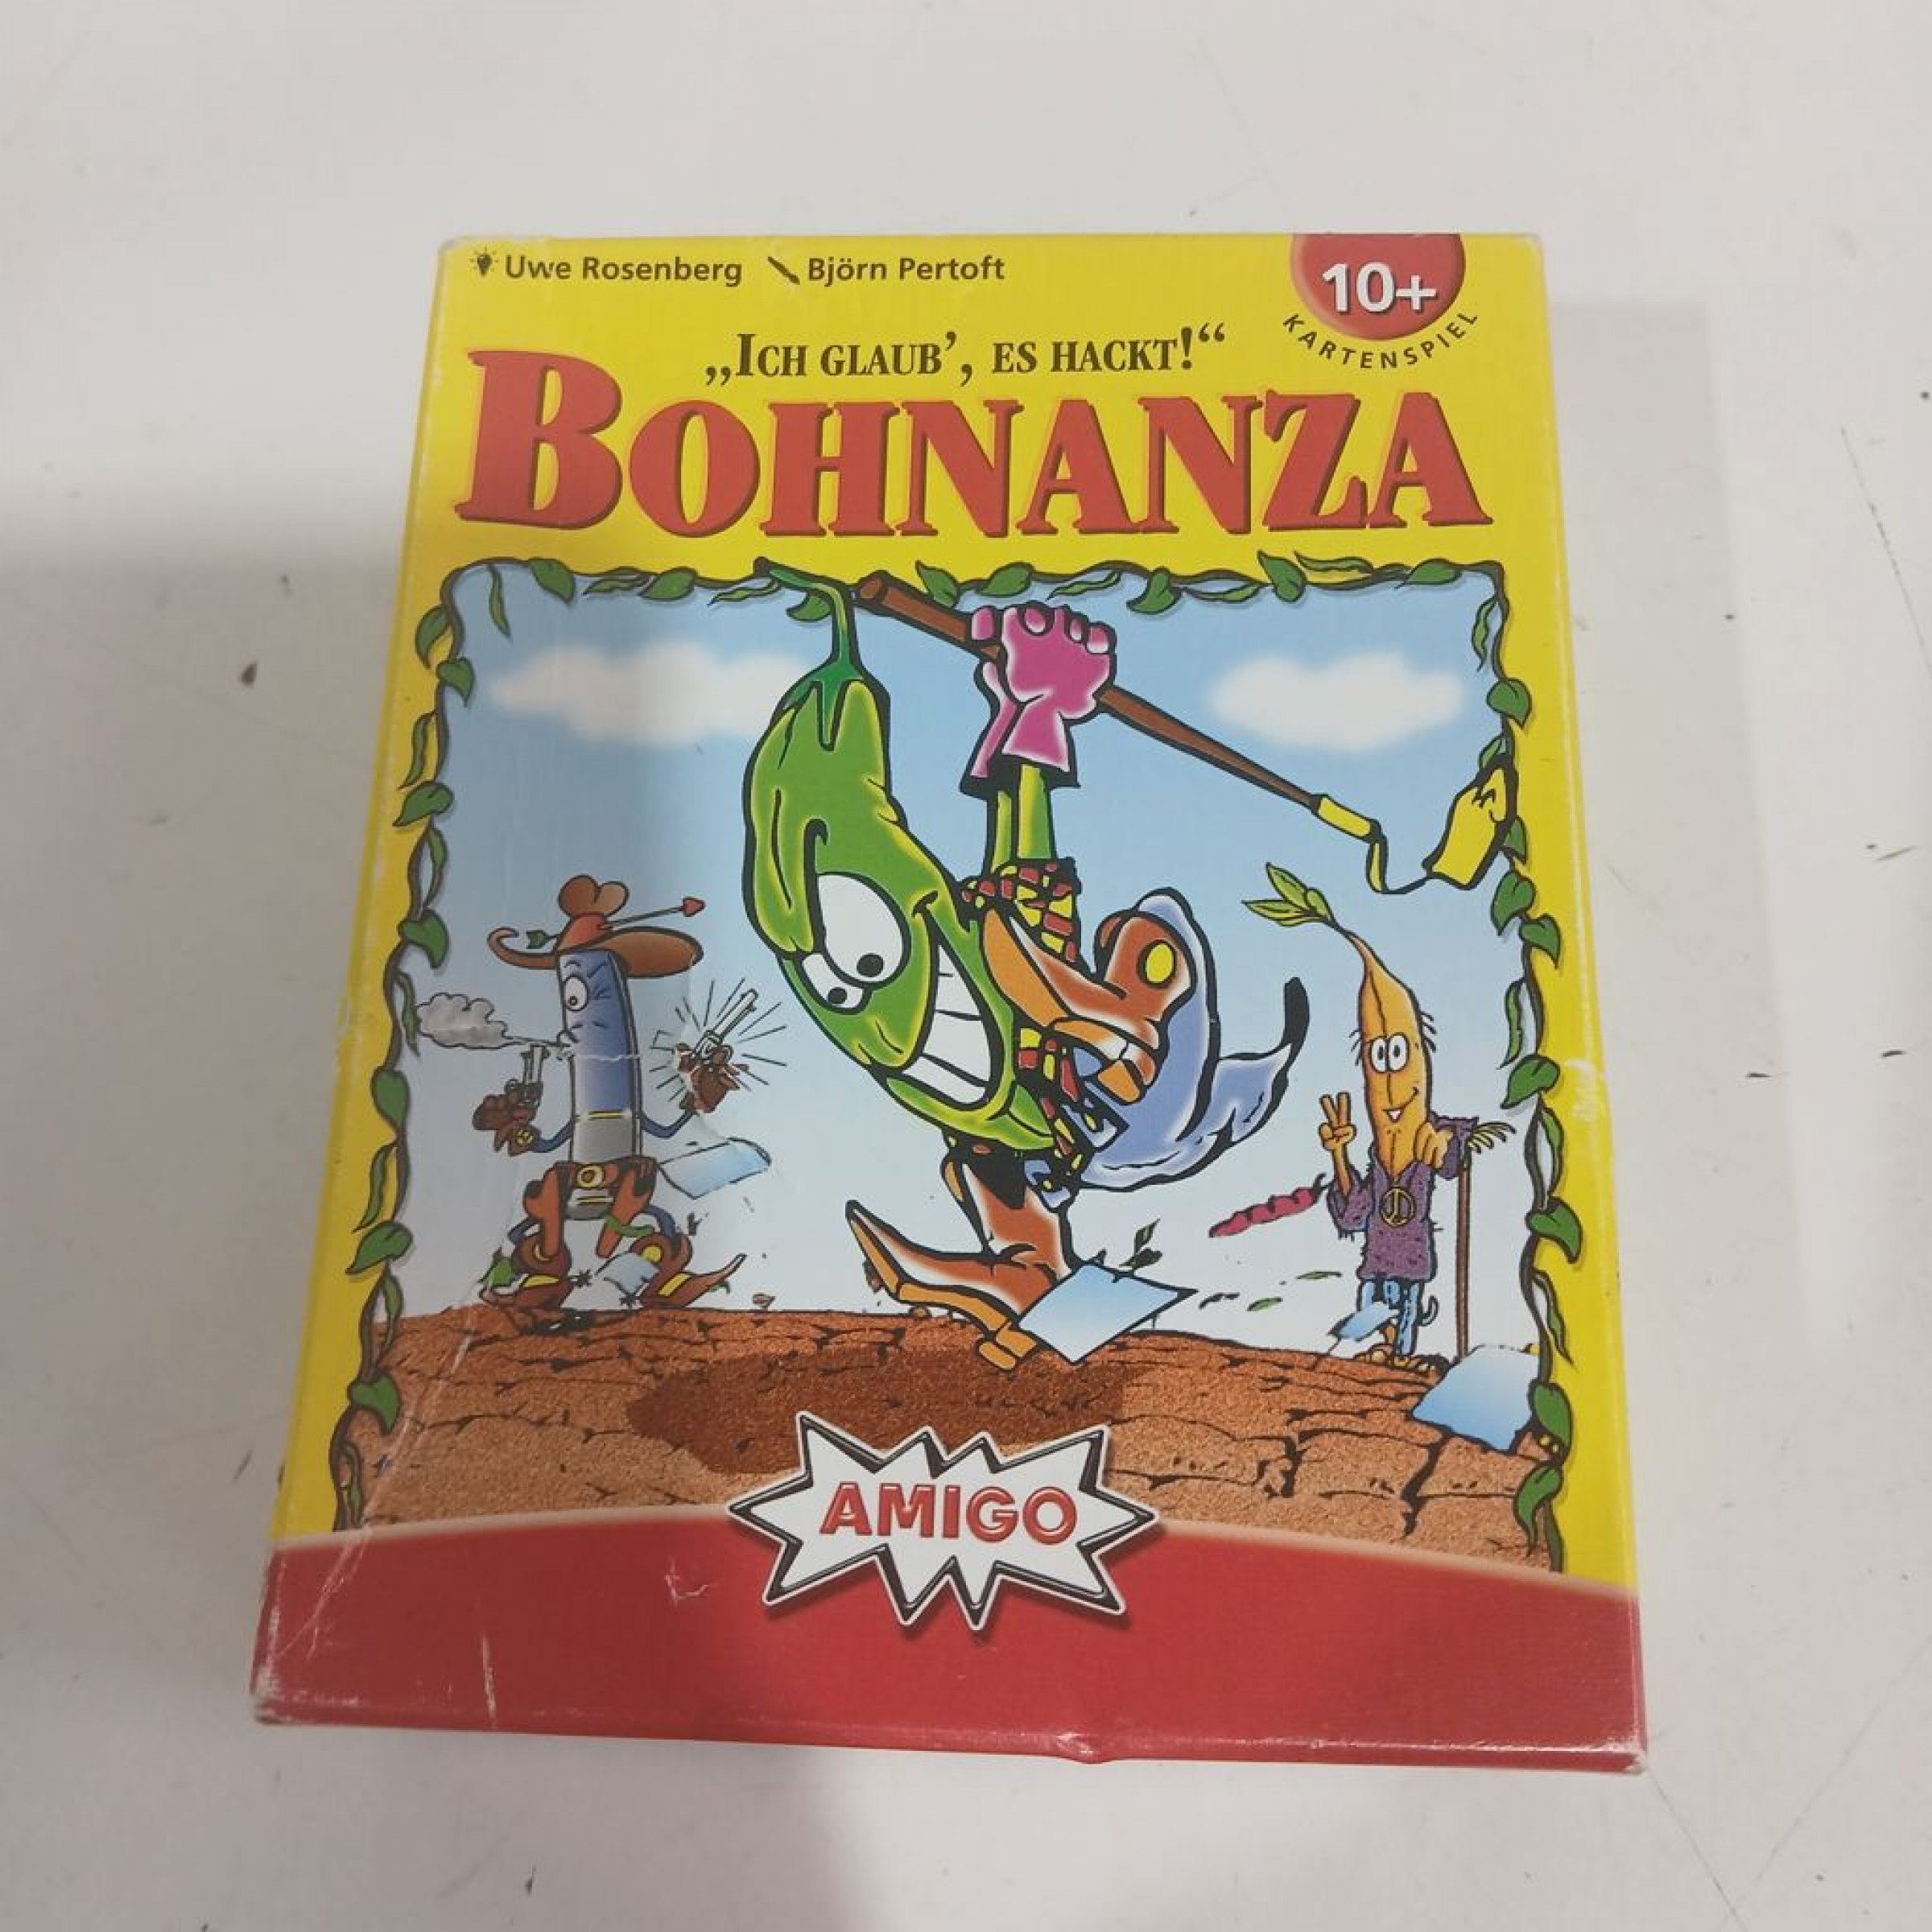 Uwe Rosenberg Björn Pertoft
10+
KARTENSPIEL
„ICH GLAUB’, ES HACKT!“
BOHNANZA
AMIGO